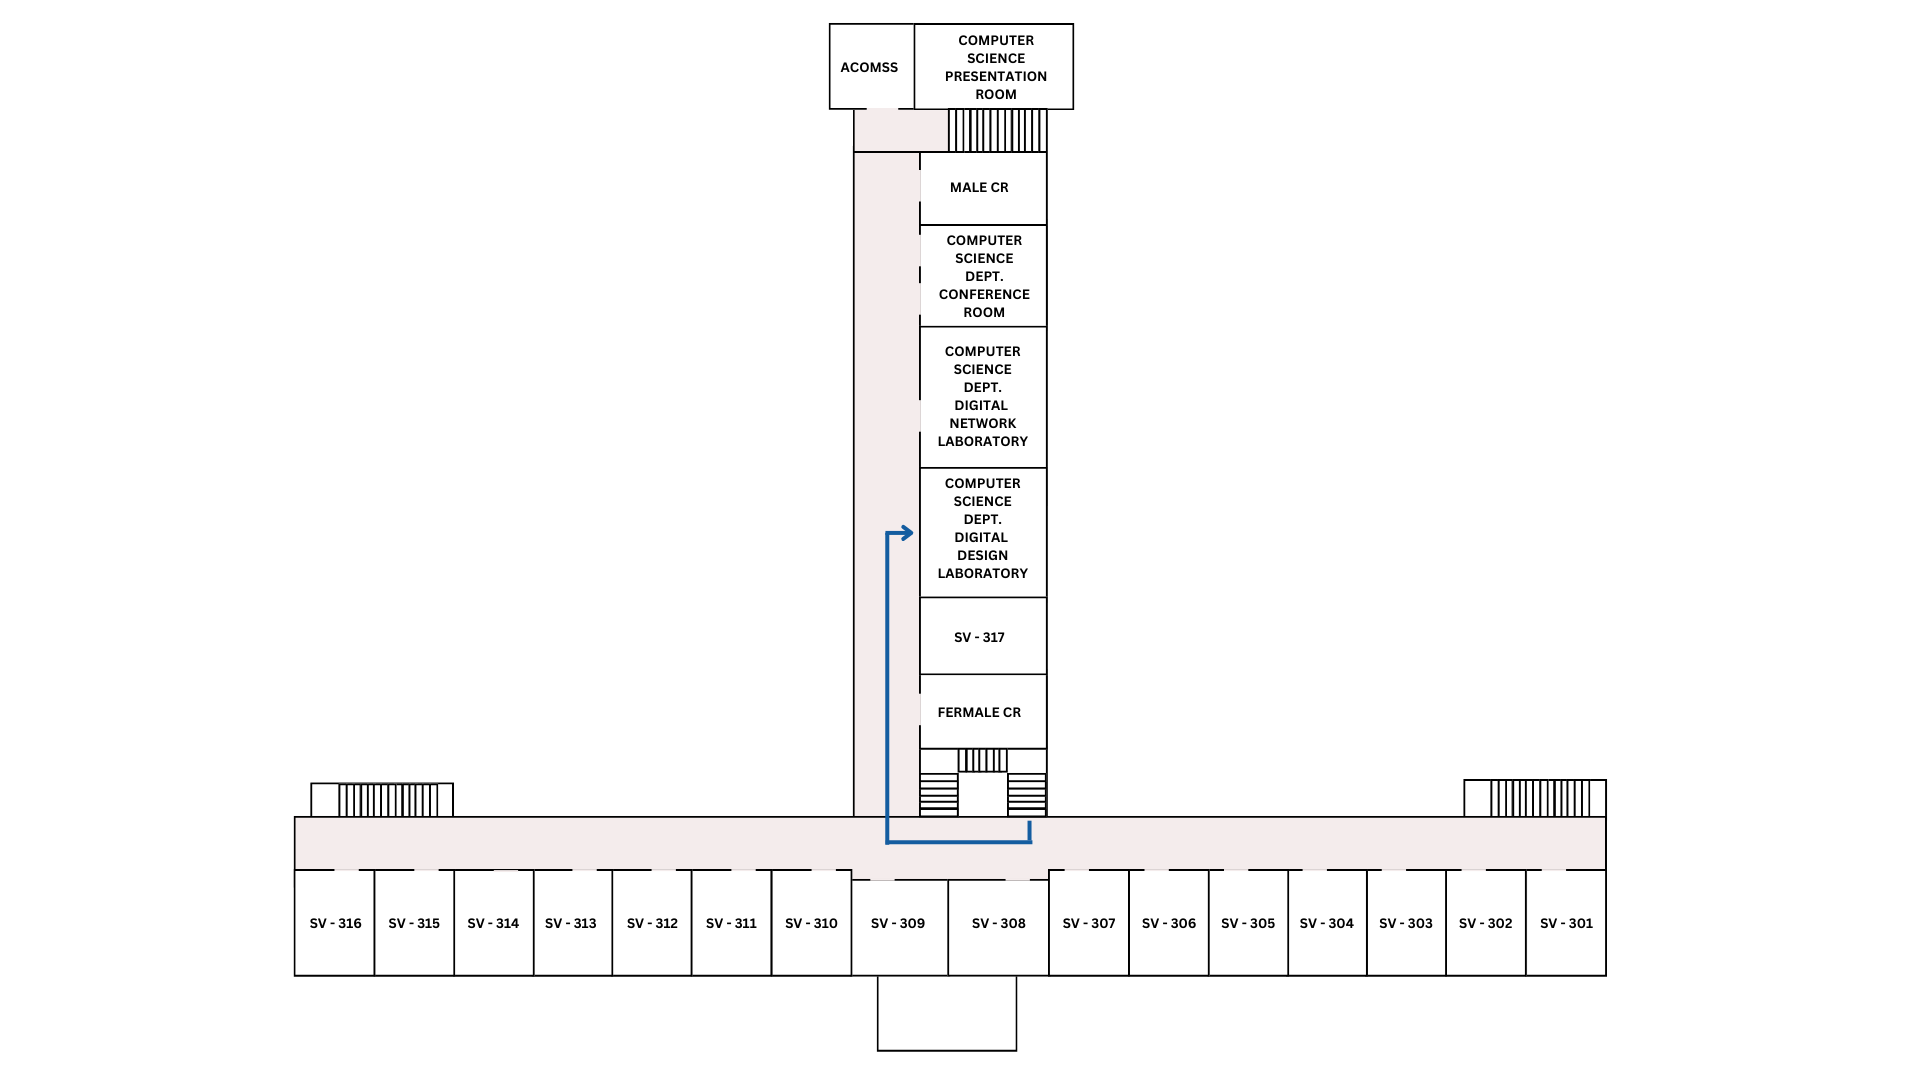 ACOMSS
COMPUTER
SCIENCE
PRESENTATION
ROOM
MALE CR
COMPUTER
SCIENCE
DEPT.
CONFERENCE
ROOM
COMPUTER
SCIENCE
DEPT.
DIGITAL
NETWORK
LABORATORY
COMPUTER
SCIENCE
DEPT.
DIGITAL
DESIGN
LABORATORY
SV - 317
FERMALE CR
SV - 316
SV - 315
SV - 314
SV - 313
SV - 312
SV - 311
SV - 310
SV - 309
SV - 308
SV - 307
SV - 306
SV - 305
SV - 304
SV - 303
SV - 302
SV - 301